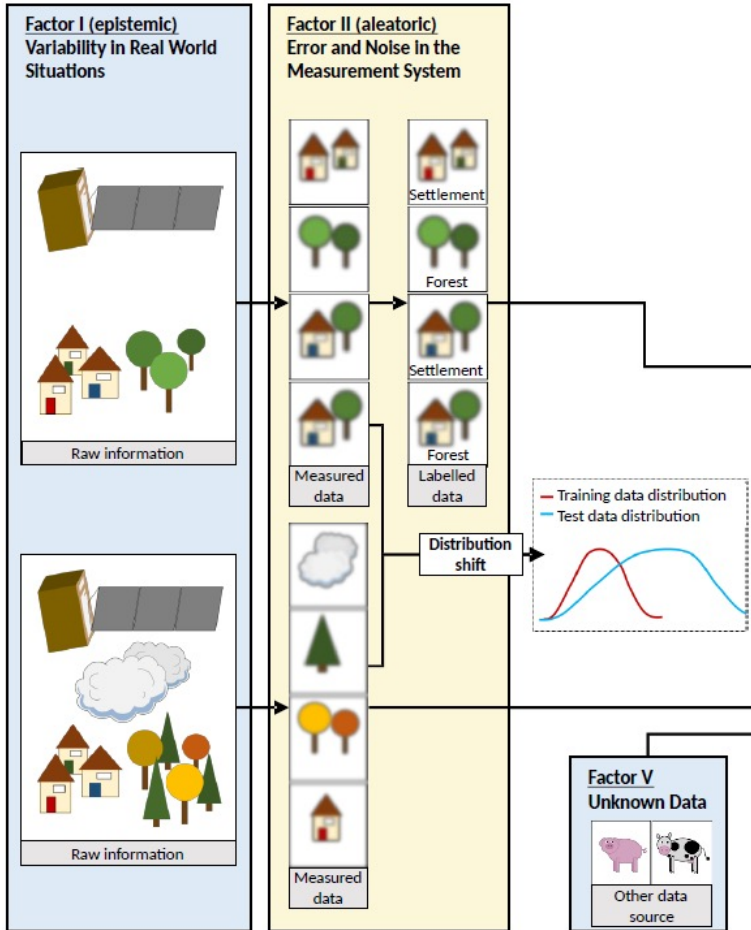 Factor I (epistemic)
Variability in Real World
Situations
Raw information
Raw information
Factor II (aleatoric)
Error and Noise in the
Measurement System
Settlement
Forest
Settlement
Forest
Measured
data
Labelled
data
Distribution
shift
Measured
data
Training data distribution
Test data distribution
Factor V
Unknown Data
Other data
source